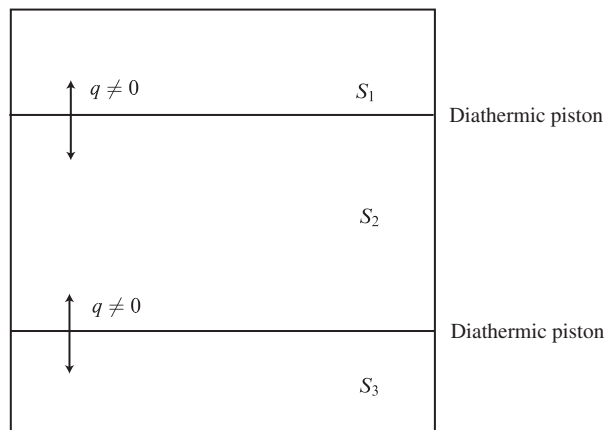 q ≠ 0
S₁
Diathermic piston
S₂
q ≠ 0
Diathermic piston
S₃